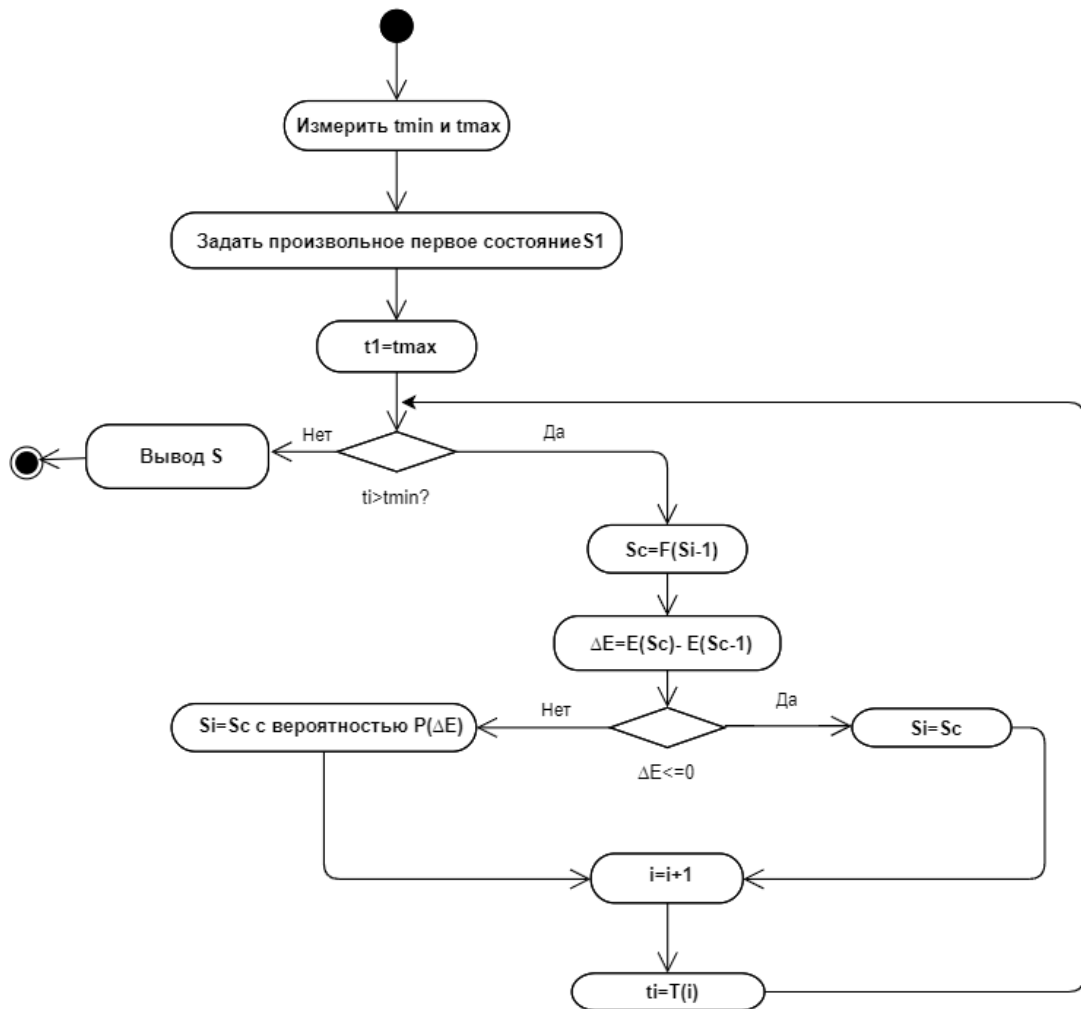 Измерить tmin и tmax
Задать произвольное первое состояниеS1
t1=tmax
Нет
Да
Вывод S
ti>tmin?
Sc=F(Si-1)
∆E=E(Sc)- E(Sc-1)
Si=Sc с вероятностью P(∆E)
Нет
Да
Si=Sc
∆E<=0
i=i+1
ti=T(i)